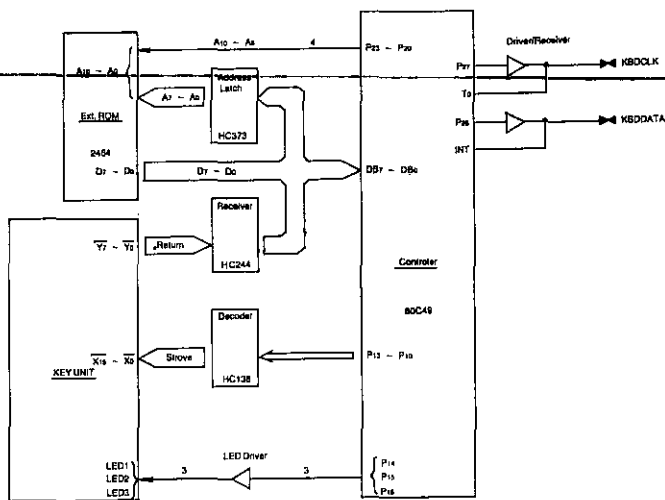 A10 ~ A8
4
P23 ~ P20
Driver/Receiver
P27
KBDCLK
A10 ~ A0
Address
Latch
A7 ~ A0
T0
Ext. ROM
HC373
P26
KBDDATA
INT
2464
D7 ~ D0
D7 ~ D0
DB7 ~ DB0
Receiver
Y7 ~ Y0
Return
HC244
Controler
80C49
Decoder
X15 ~ X0
Strove
P13 ~ P10
KEY UNIT
HC138
LED Driver
LED1
LED2
LED3
3
3
P14
P15
P16